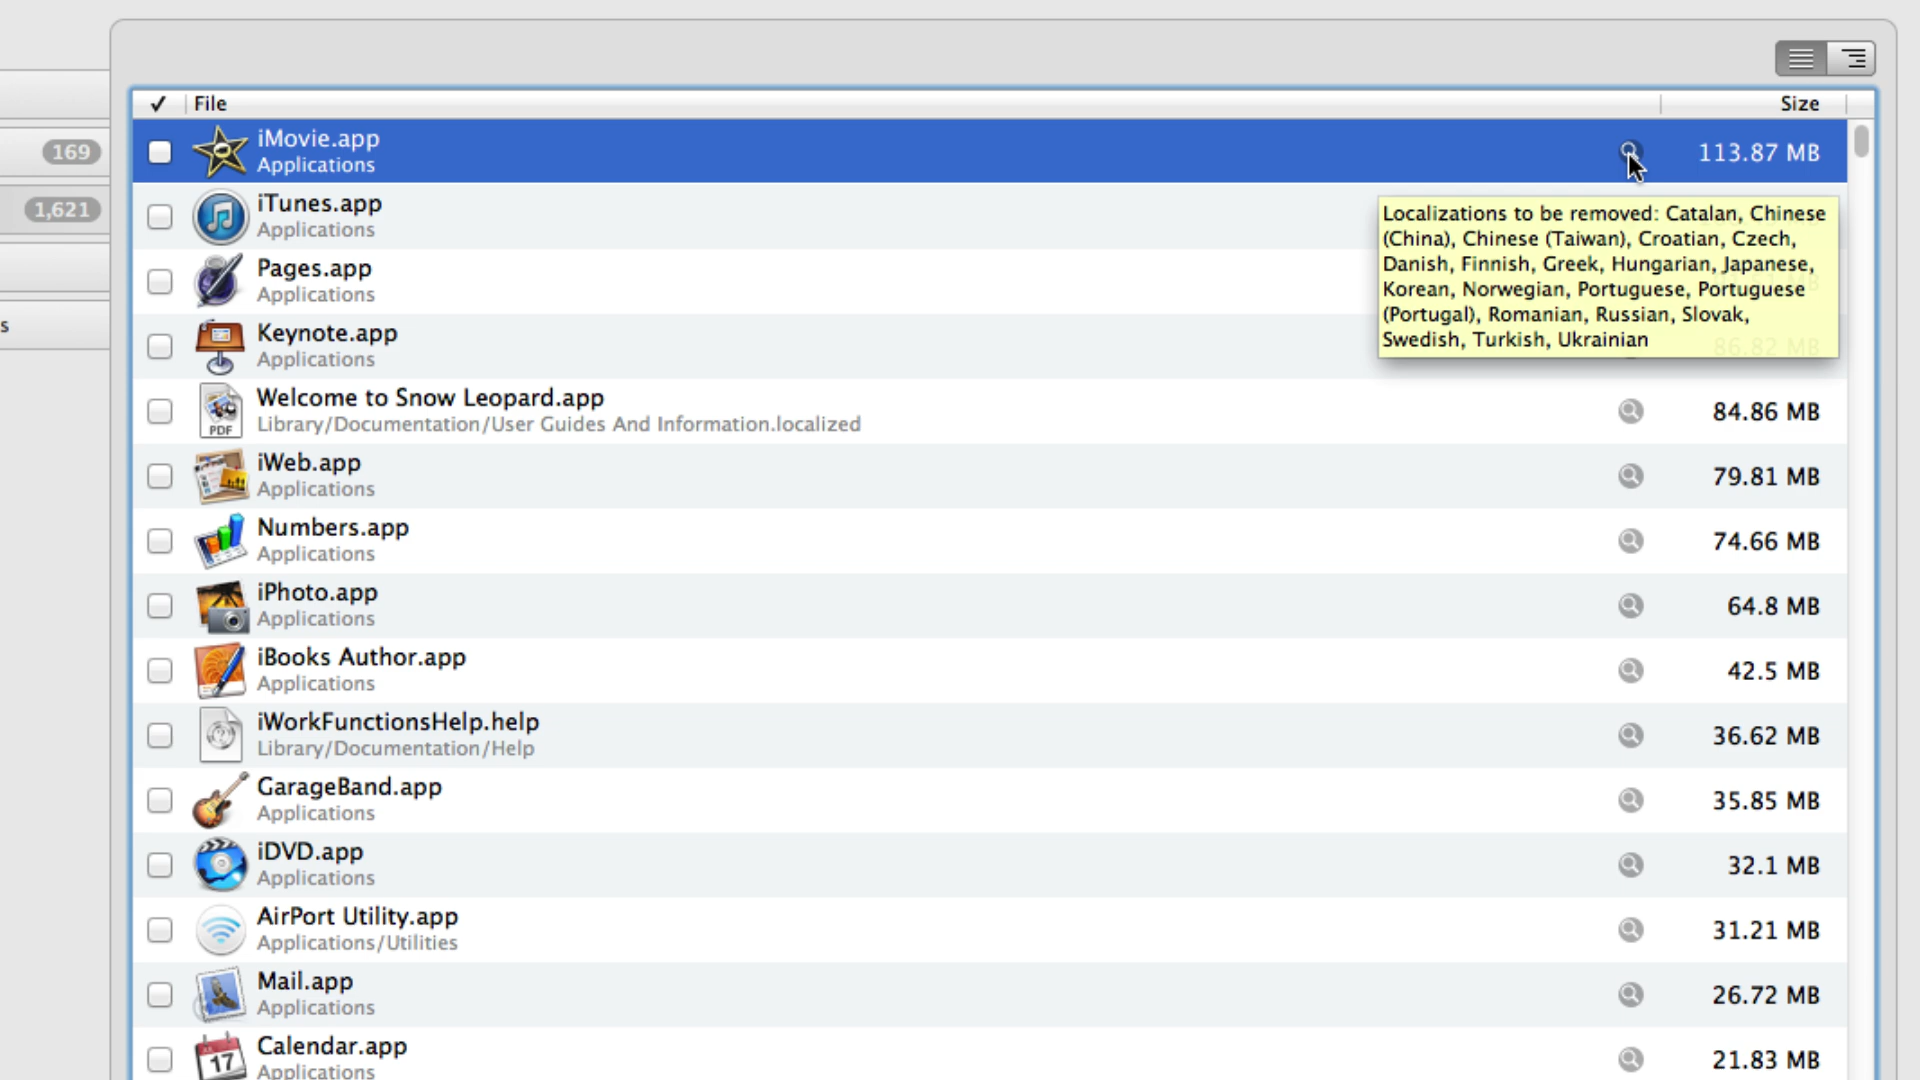 ✓ File Size
iMovie.app
Applications
113.87 MB
169
iTunes.app
Applications
1,621
Localizations to be removed: Catalan, Chinese
(China), Chinese (Taiwan), Croatian, Czech,
Danish, Finnish, Greek, Hungarian, Japanese,
Korean, Norwegian, Portuguese, Portuguese
(Portugal), Romanian, Russian, Slovak,
Swedish, Turkish, Ukrainian
Pages.app
Applications
s
Keynote.app
Applications
86.82 MB
Welcome to Snow Leopard.app
Library/Documentation/User Guides And Information.localized
84.86 MB
PDF
iWeb.app
Applications
79.81 MB
Numbers.app
Applications
74.66 MB
iPhoto.app
Applications
64.8 MB
iBooks Author.app
Applications
42.5 MB
iWorkFunctionsHelp.help
Library/Documentation/Help
36.62 MB
GarageBand.app
Applications
35.85 MB
iDVD.app
Applications
32.1 MB
AirPort Utility.app
Applications/Utilities
31.21 MB
Mail.app
Applications
26.72 MB
Calendar.app
Applications
21.83 MB
17